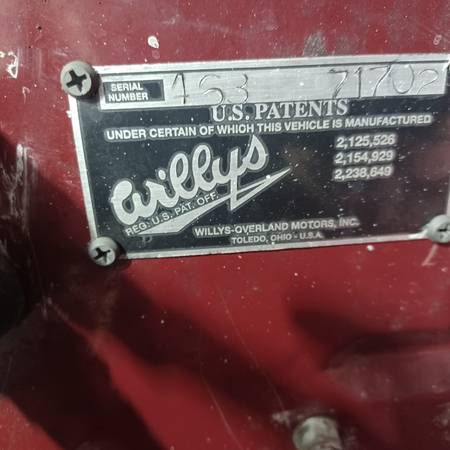 SERIAL NUMBER 453 71702
U.S. PATENTS
UNDER CERTAIN OF WHICH THIS VEHICLE IS MANUFACTURED
Willys
REG. U.S. PAT. OFF.
2,125,526
2,154,929
2,238,649
WILLYS-OVERLAND MOTORS, INC.
TOLEDO, OHIO - U.S.A.